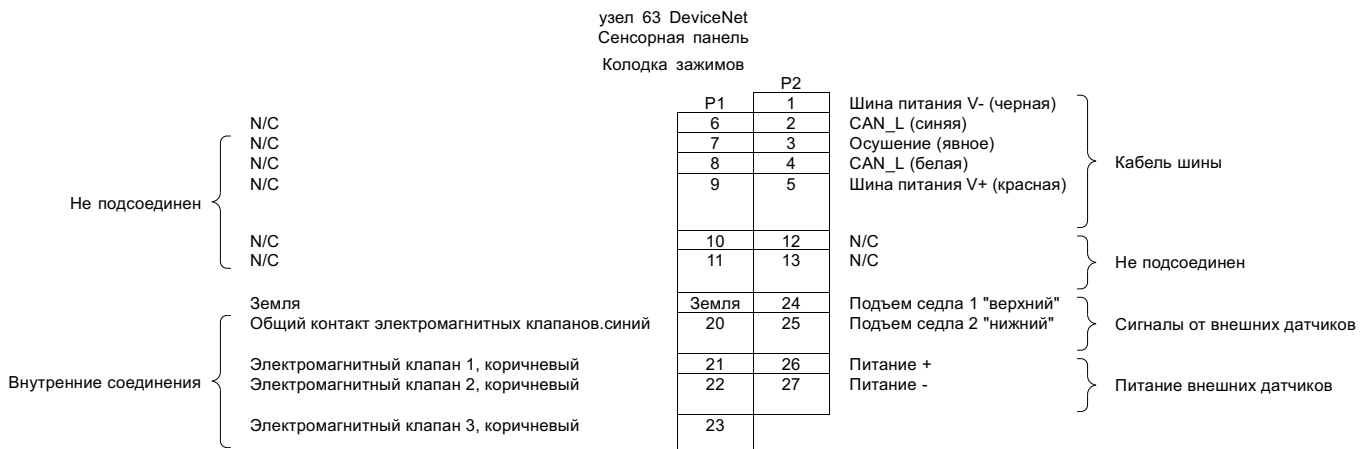 узел 63 DeviceNet
Сенсорная панель
Колодка зажимов
P2
P1 1 Шина питания V- (черная)
N/C 6 2 CAN_L (синяя)
N/C 7 3 Осушение (явное)
N/C 8 4 CAN_L (белая) Кабель шины
N/C 9 5 Шина питания V+ (красная)
Не подсоединен
N/C 10 12 N/C
N/C 11 13 N/C Не подсоединен
Земля Земля 24 Подъем седла 1 "верхний"
Общий контакт электромагнитных клапанов.синий 20 25 Подъем седла 2 "нижний" Сигналы от внешних датчиков
Электромагнитный клапан 1, коричневый 21 26 Питание +
Внутренние соединения Электромагнитный клапан 2, коричневый 22 27 Питание - Питание внешних датчиков
Электромагнитный клапан 3, коричневый 23